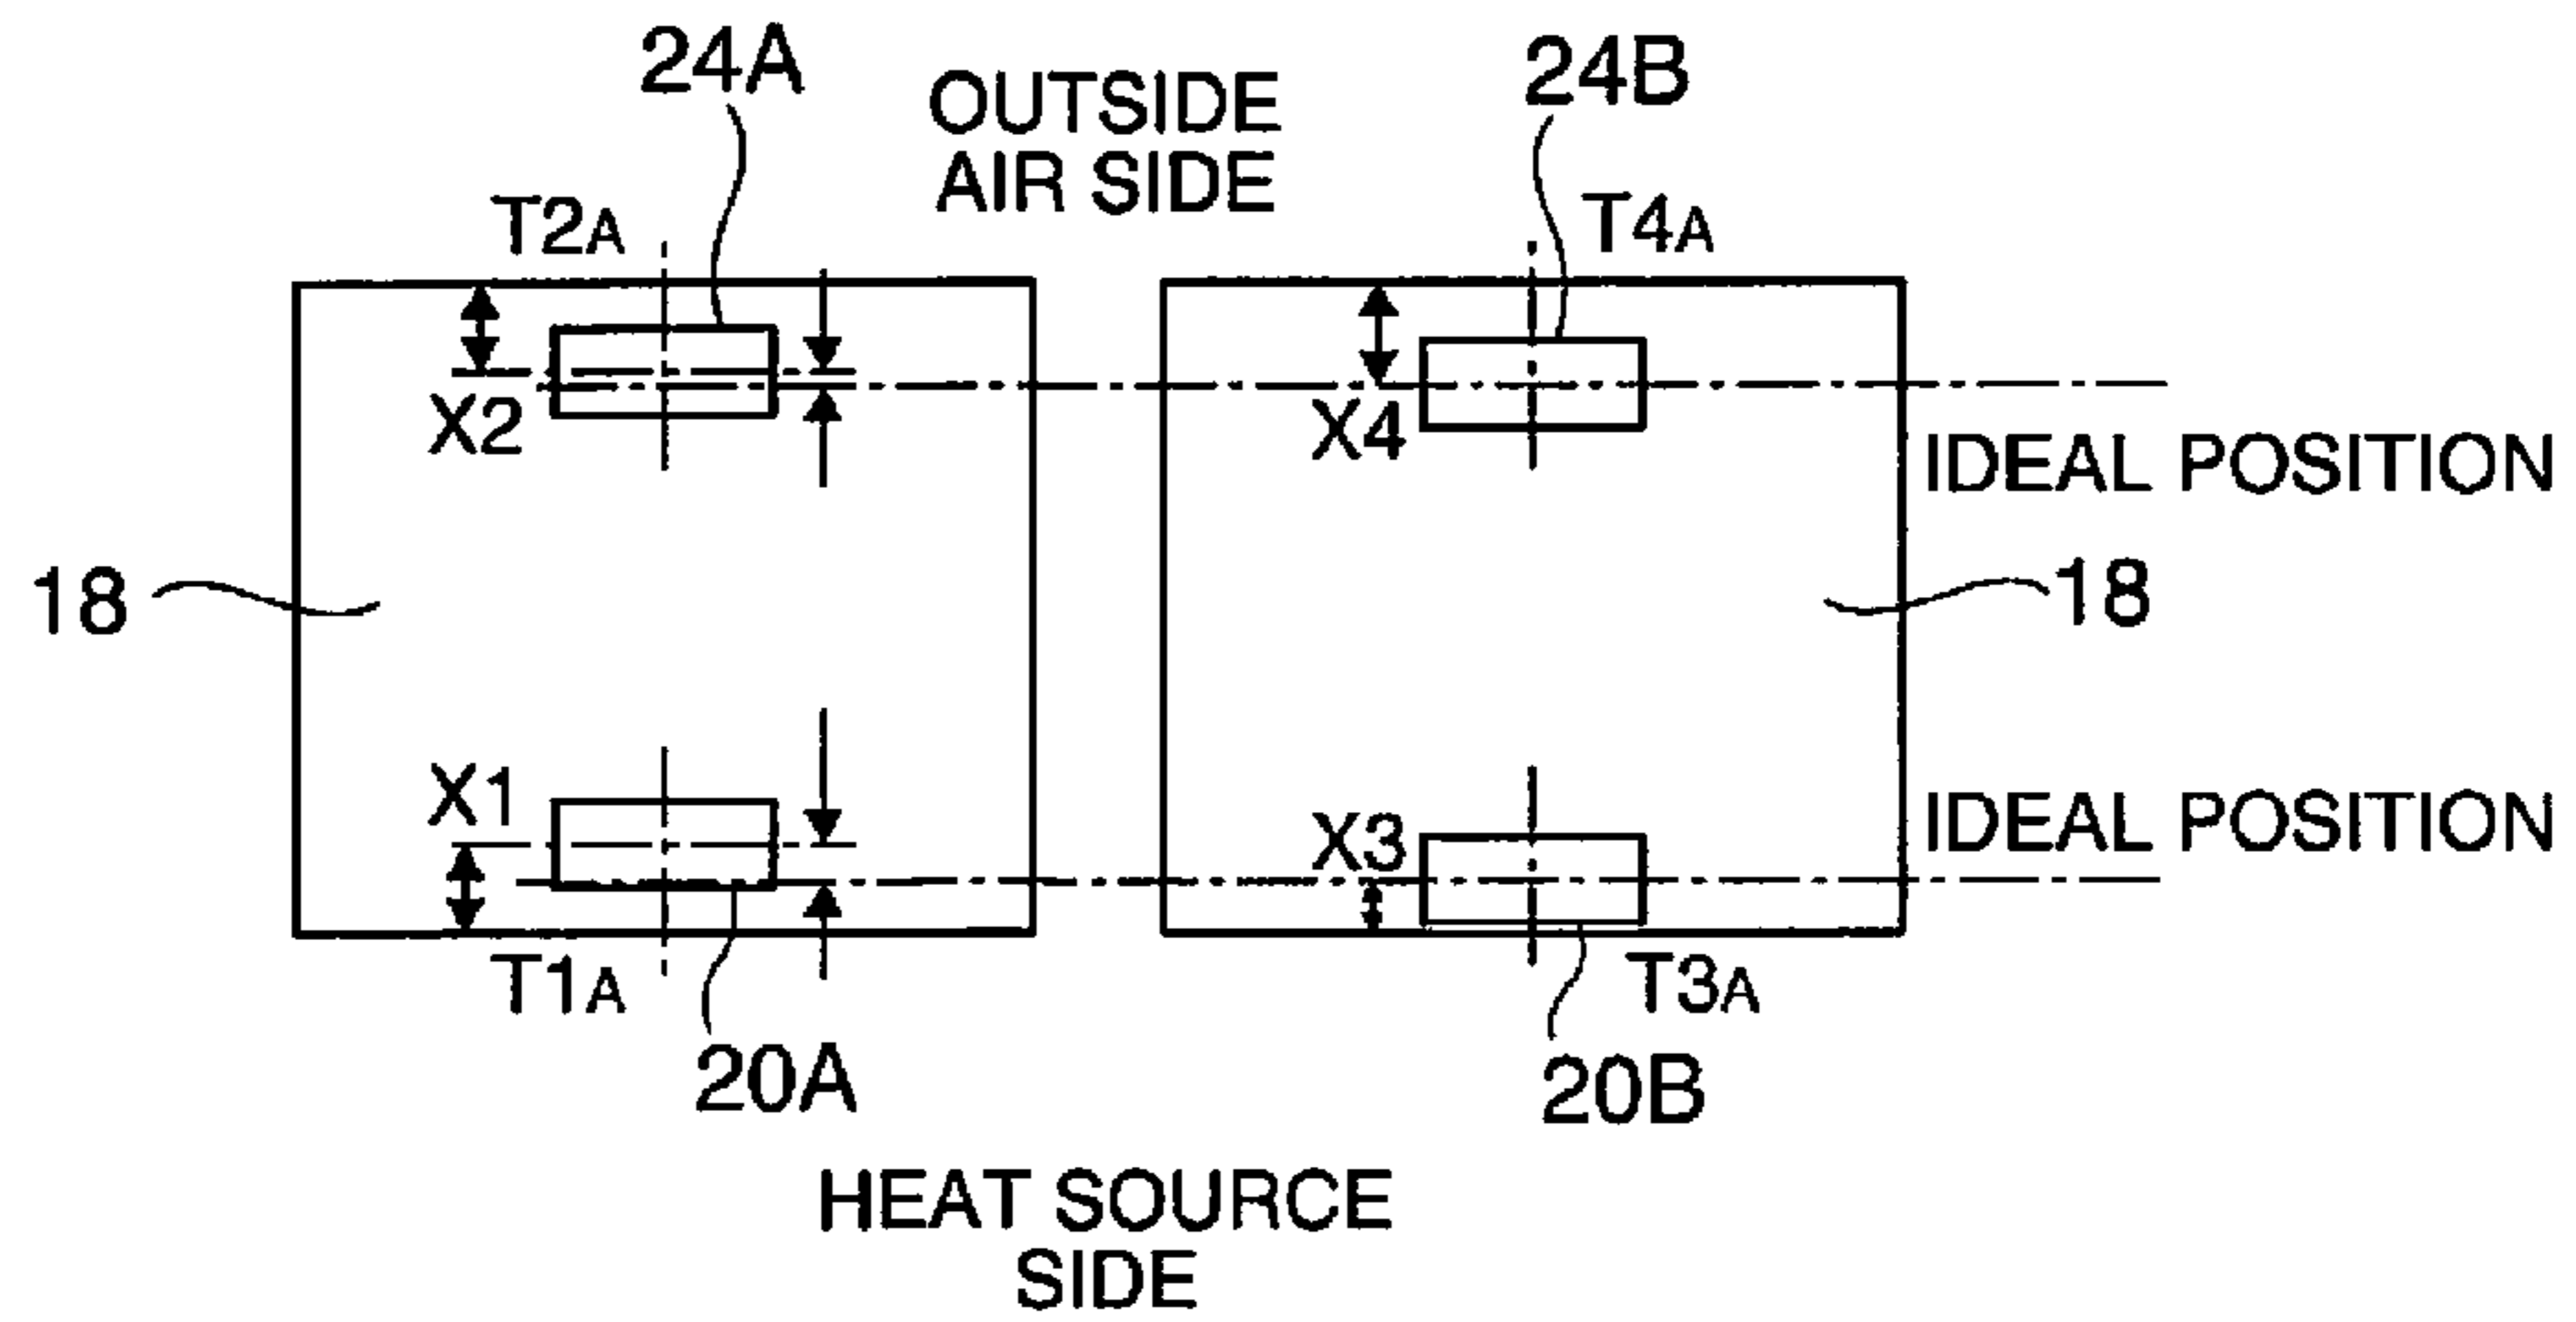 24A
OUTSIDE
AIR SIDE
24B
T2A
T4A
X2
X4
IDEAL POSITION
18
18
X1
X3
IDEAL POSITION
T1A
T3A
20A
20B
HEAT SOURCE
SIDE